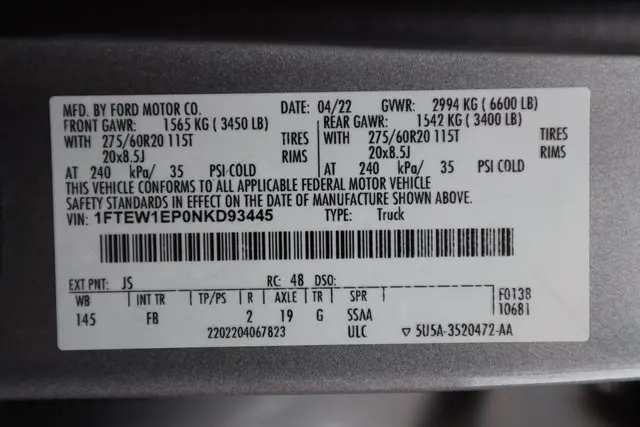 MFD. BY FORD MOTOR CO. DATE: 04/22 GVWR: 2994 KG ( 6600 LB)
FRONT GAWR: 1565 KG ( 3450 LB) REAR GAWR: 1542 KG ( 3400 LB)
WITH 275/60R20 115T TIRES WITH 275/60R20 115T TIRES
20x8.5J RIMS 20x8.5J RIMS
AT 240 kPa/ 35 PSI COLD AT 240 kPa/ 35 PSI COLD
THIS VEHICLE CONFORMS TO ALL APPLICABLE FEDERAL MOTOR VEHICLE
SAFETY STANDARDS IN EFFECT ON THE DATE OF MANUFACTURE SHOWN ABOVE.
VIN: 1FTEW1EP0NKD93445 TYPE: Truck
EXT PNT: JS RC: 48 DSO:
WB INT TR TP/PS R AXLE TR SPR F0138
145 FB 2 19 G SSAA 10681
2202204067823 ULC ▽ 5U5A-3520472-AA